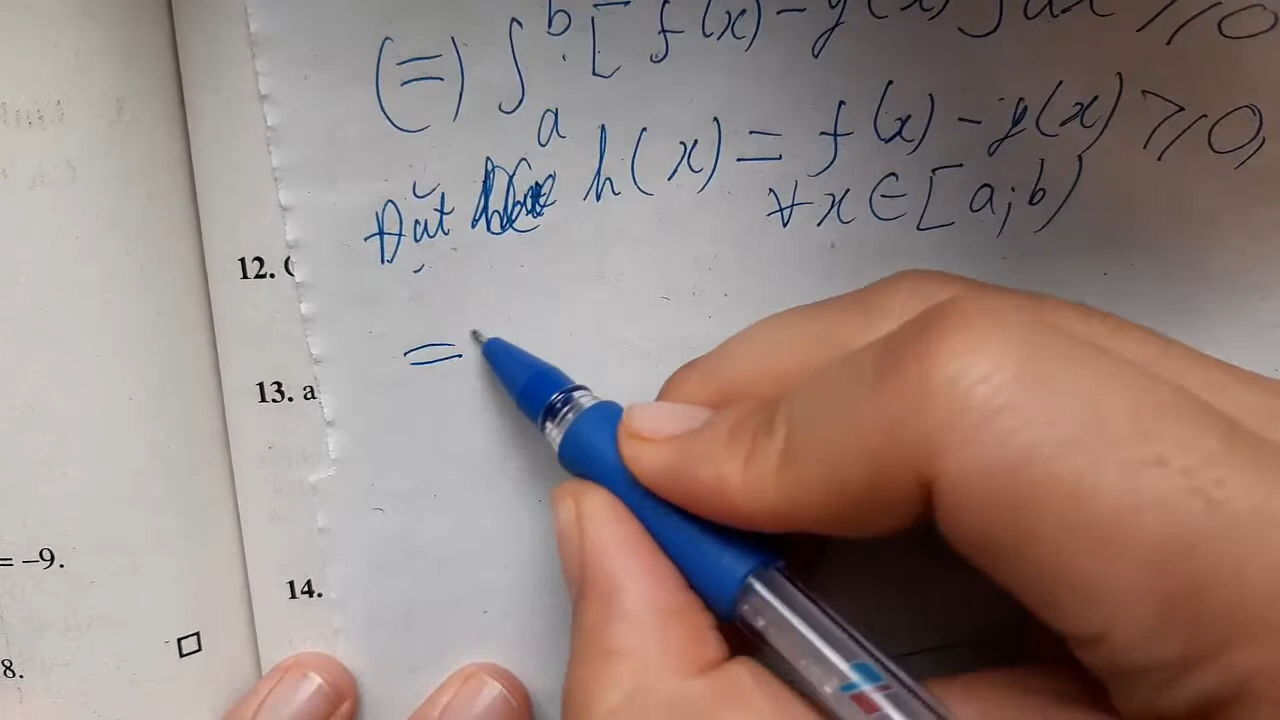 (=) ∫ₐᵇ [f(x) - g(x)]dx ≥ 0
Đặt h(x) = f(x) - g(x) ≥ 0,
∀x ∈ [a; b)
=
12. (
13. a
14.
= –9.
8.